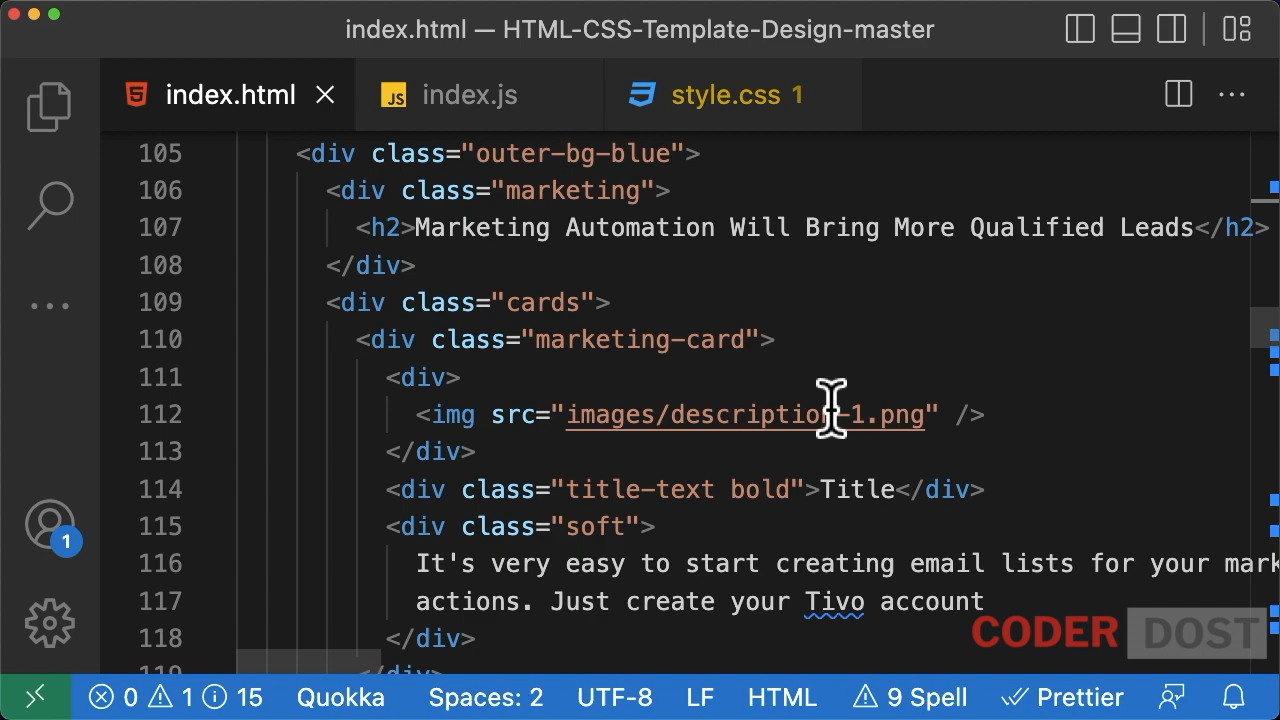 index.html — HTML-CSS-Template-Design-master
index.html
JS index.js
style.css 1
105 <div class="outer-bg-blue">
106 <div class="marketing">
107 <h2>Marketing Automation Will Bring More Qualified Leads</h2>
108 </div>
109 <div class="cards">
110 <div class="marketing-card">
111 <div>
112 <img src="images/description-1.png" />
113 </div>
114 <div class="title-text bold">Title</div>
115 <div class="soft">
116 It's very easy to start creating email lists for your mark
117 actions. Just create your Tivo account
118 </div>
119 </div>
1
CODER DOST
0 1 15 Quokka Spaces: 2 UTF-8 LF HTML 9 Spell Prettier